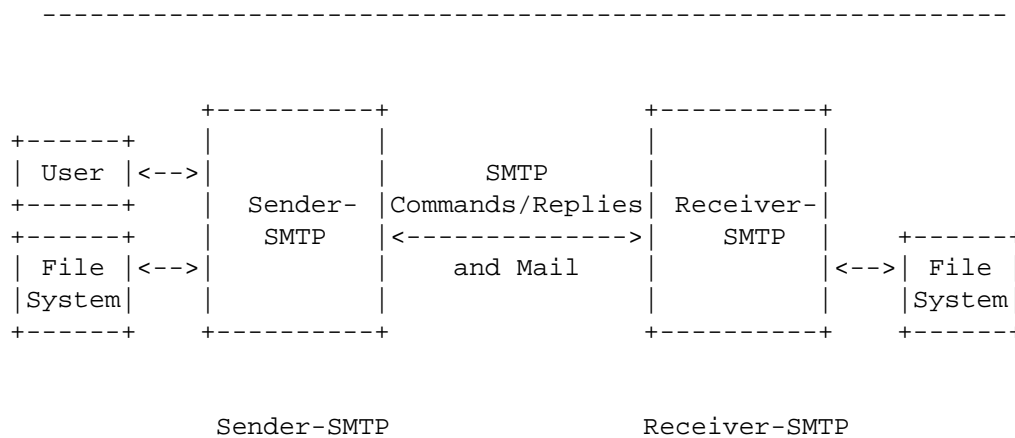 SMTP
User
Sender-SMTP
Commands/Replies
Receiver-SMTP
File System
and Mail
File System
Sender-SMTP Receiver-SMTP